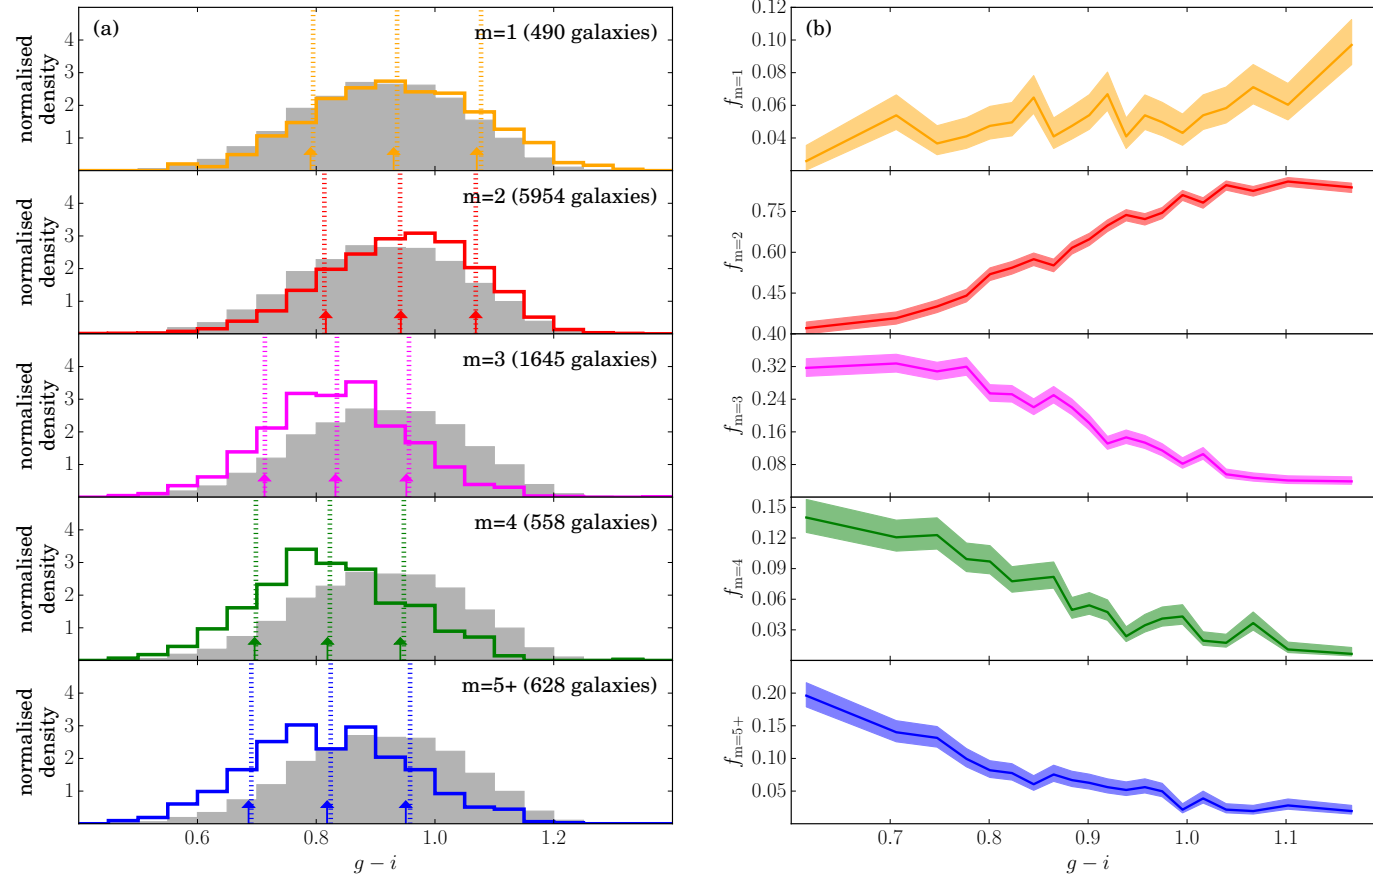 (a)
m=1 (490 galaxies)
normalised
density
4
3
2
1
m=2 (5954 galaxies)
normalised
density
4
3
2
1
m=3 (1645 galaxies)
normalised
density
4
3
2
1
m=4 (558 galaxies)
normalised
density
4
3
2
1
m=5+ (628 galaxies)
normalised
density
4
3
2
1
0.6 0.8 1.0 1.2
g − i
(b)
f m=1
0.12
0.10
0.08
0.06
0.04
f m=2
0.75
0.60
0.45
0.40
f m=3
0.32
0.24
0.16
0.08
f m=4
0.15
0.12
0.09
0.06
0.03
f m=5+
0.20
0.15
0.10
0.05
0.7 0.8 0.9 1.0 1.1
g − i